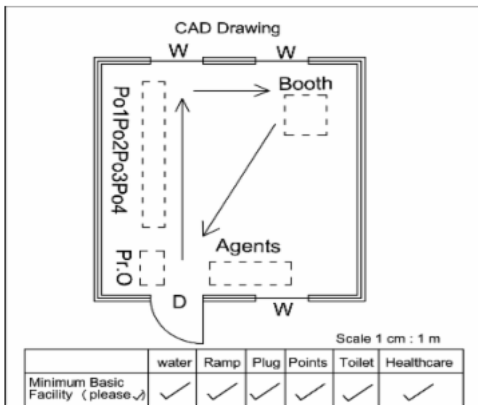 CAD Drawing
W W
Booth
Po1Po2Po3Po4
Pr.O
Agents
D
W
Scale 1 cm : 1 m
water Ramp Plug Points Toilet Healthcare
Minimum Basic
Facility (please✓) ✓ ✓ ✓ ✓ ✓ ✓